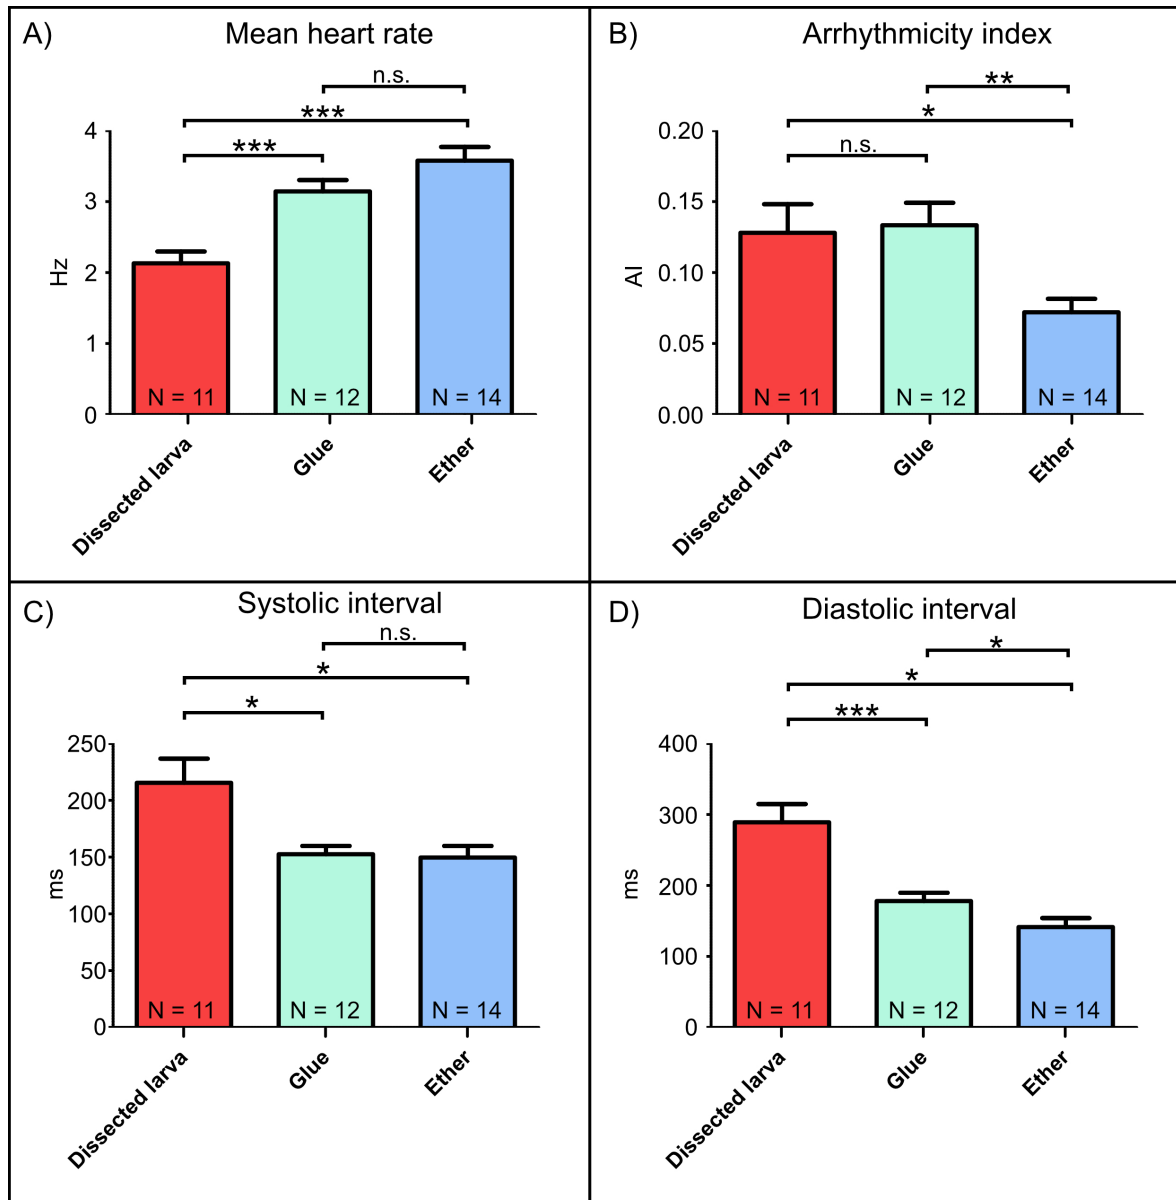 A)
Mean heart rate
n.s.
***
***
4
3
2
1
0
Hz
N = 11
N = 12
N = 14
Dissected larva
Glue
Ether
B)
Arrhythmicity index
**
*
n.s.
0.20
0.15
0.10
0.05
0.00
AI
N = 11
N = 12
N = 14
Dissected larva
Glue
Ether
C)
Systolic interval
n.s.
*
*
250
200
150
100
50
0
ms
N = 11
N = 12
N = 14
Dissected larva
Glue
Ether
D)
Diastolic interval
*
*
***
400
300
200
100
0
ms
N = 11
N = 12
N = 14
Dissected larva
Glue
Ether